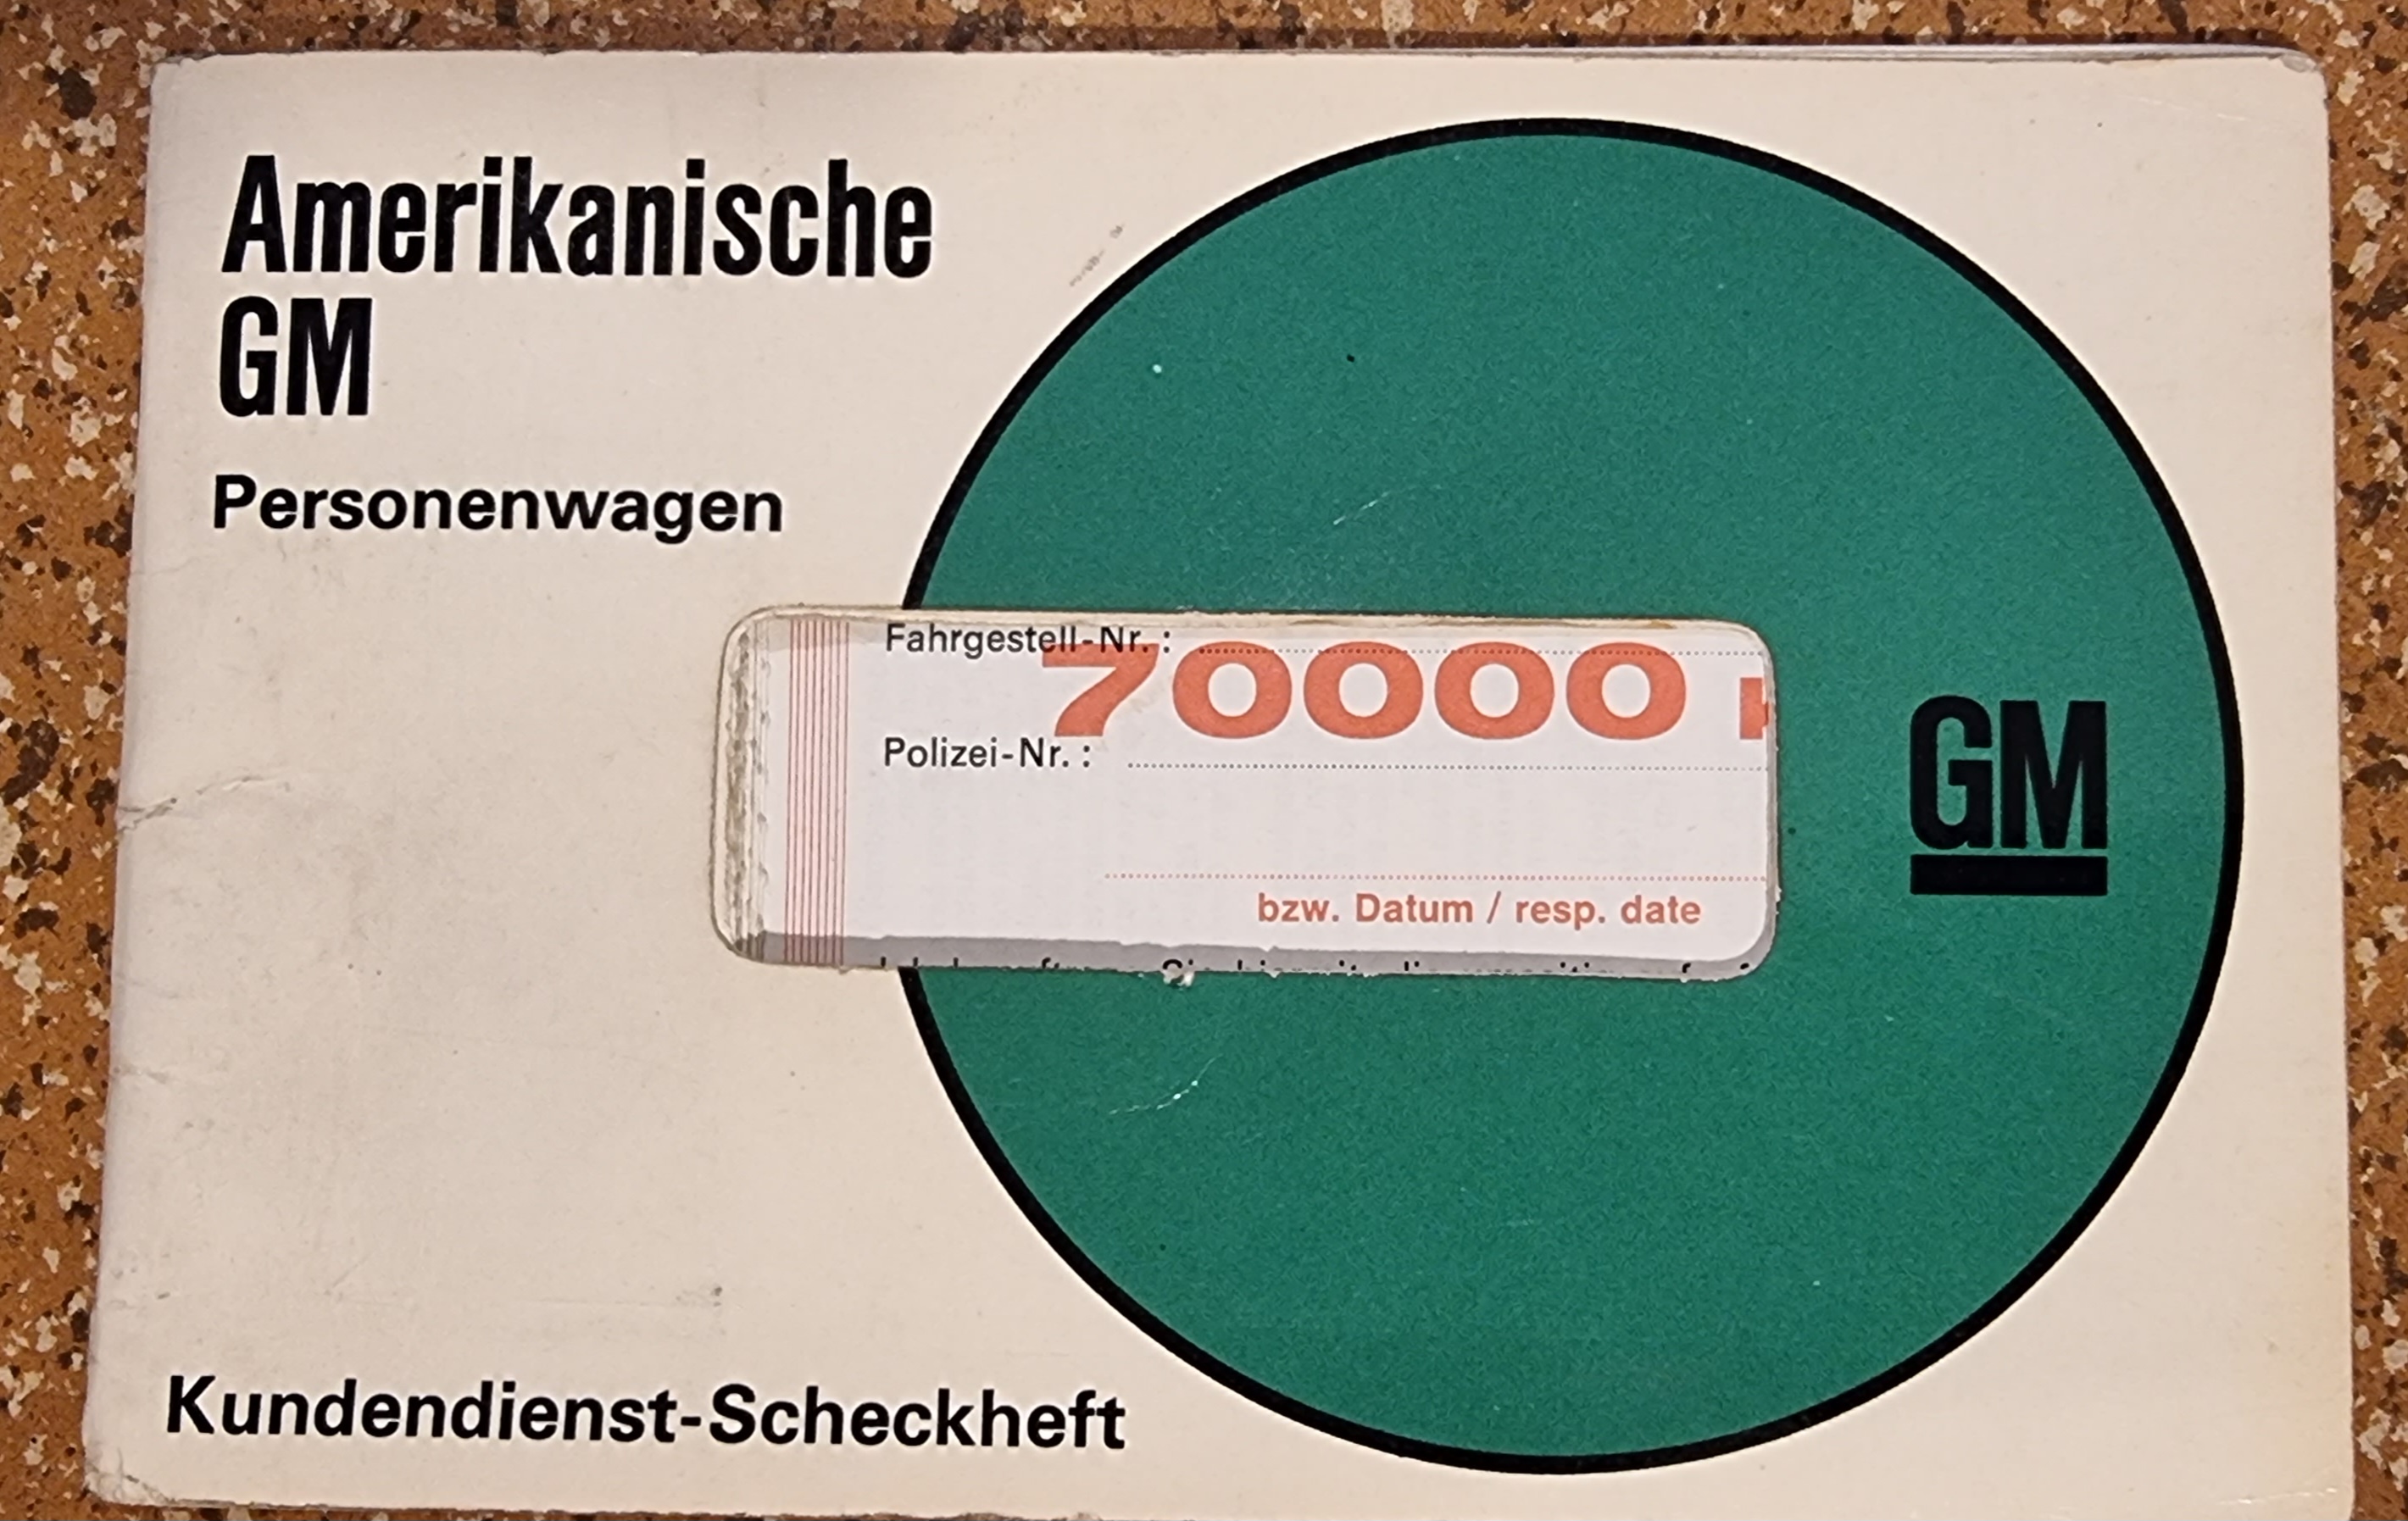 Amerikanische
GM
Personenwagen
Fahrgestell-Nr. :
70000
Polizei-Nr. :
bzw. Datum / resp. date
GM
Kundendienst-Scheckheft